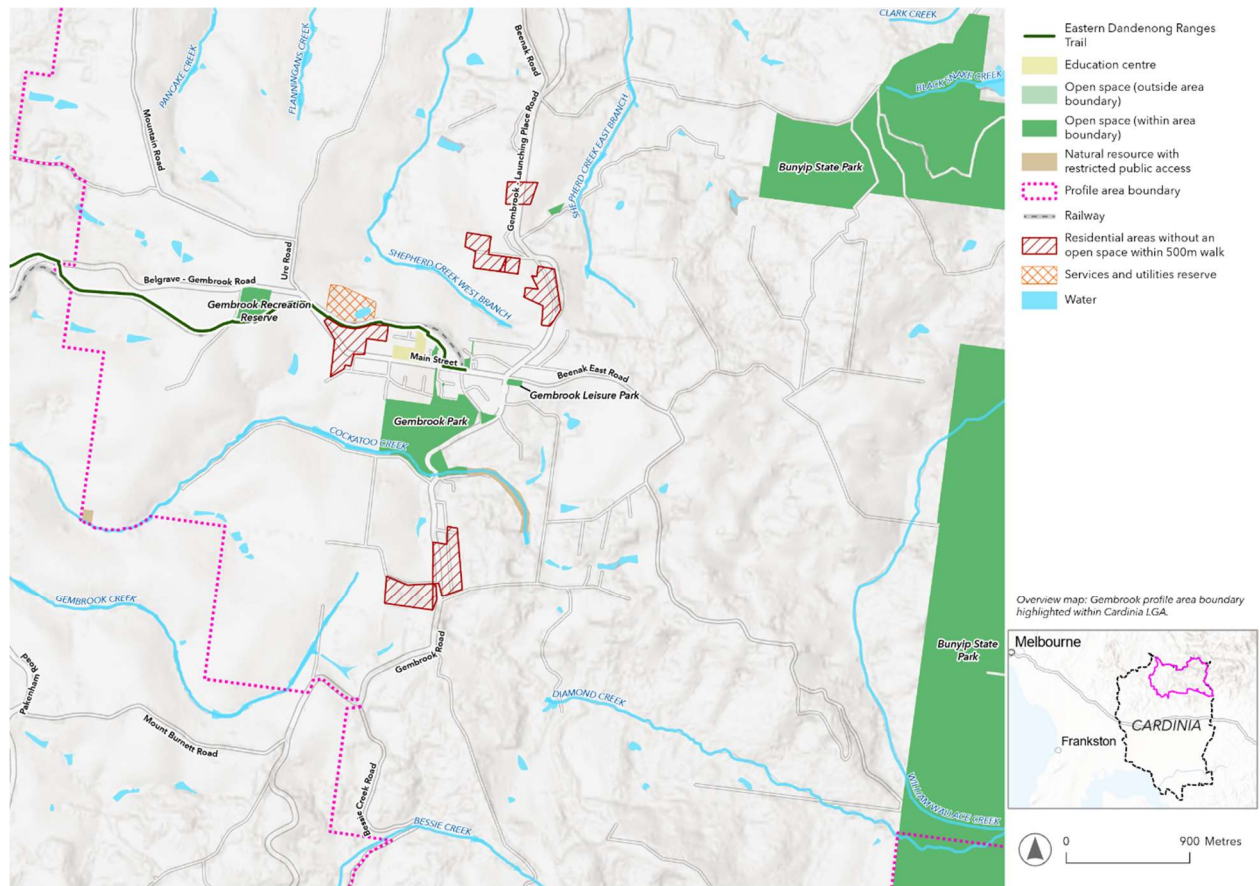 CLARK CREEK
BLACK SNAKE CREEK
PANCAKE CREEK
FLANNINGANS CREEK
Beenak Road
Mountain Road
Gembrook - Launching Place Road
SHEPHERD CREEK EAST BRANCH
Bunyip State Park
Ure Road
SHEPHERD CREEK WEST BRANCH
Belgrave - Gembrook Road
Gembrook Recreation
Reserve
Main Street
Beenak East Road
Gembrook Leisure Park
Gembrook Park
COCKATOO CREEK
GEMBROOK CREEK
Gembrook Road
Bunyip State
Park
Pakenham Road
DIAMOND CREEK
Mount Burnett Road
Bessie Creek Road
BESSIE CREEK
WILLIAM WALLACE CREEK
Eastern Dandenong Ranges
Trail
Education centre
Open space (outside area
boundary)
Open space (within area
boundary)
Natural resource with
restricted public access
Profile area boundary
Railway
Residential areas without an
open space within 500m walk
Services and utilities reserve
Water
Overview map: Gembrook profile area boundary
highlighted within Cardinia LGA.
Melbourne
CARDINIA
Frankston
0 900 Metres